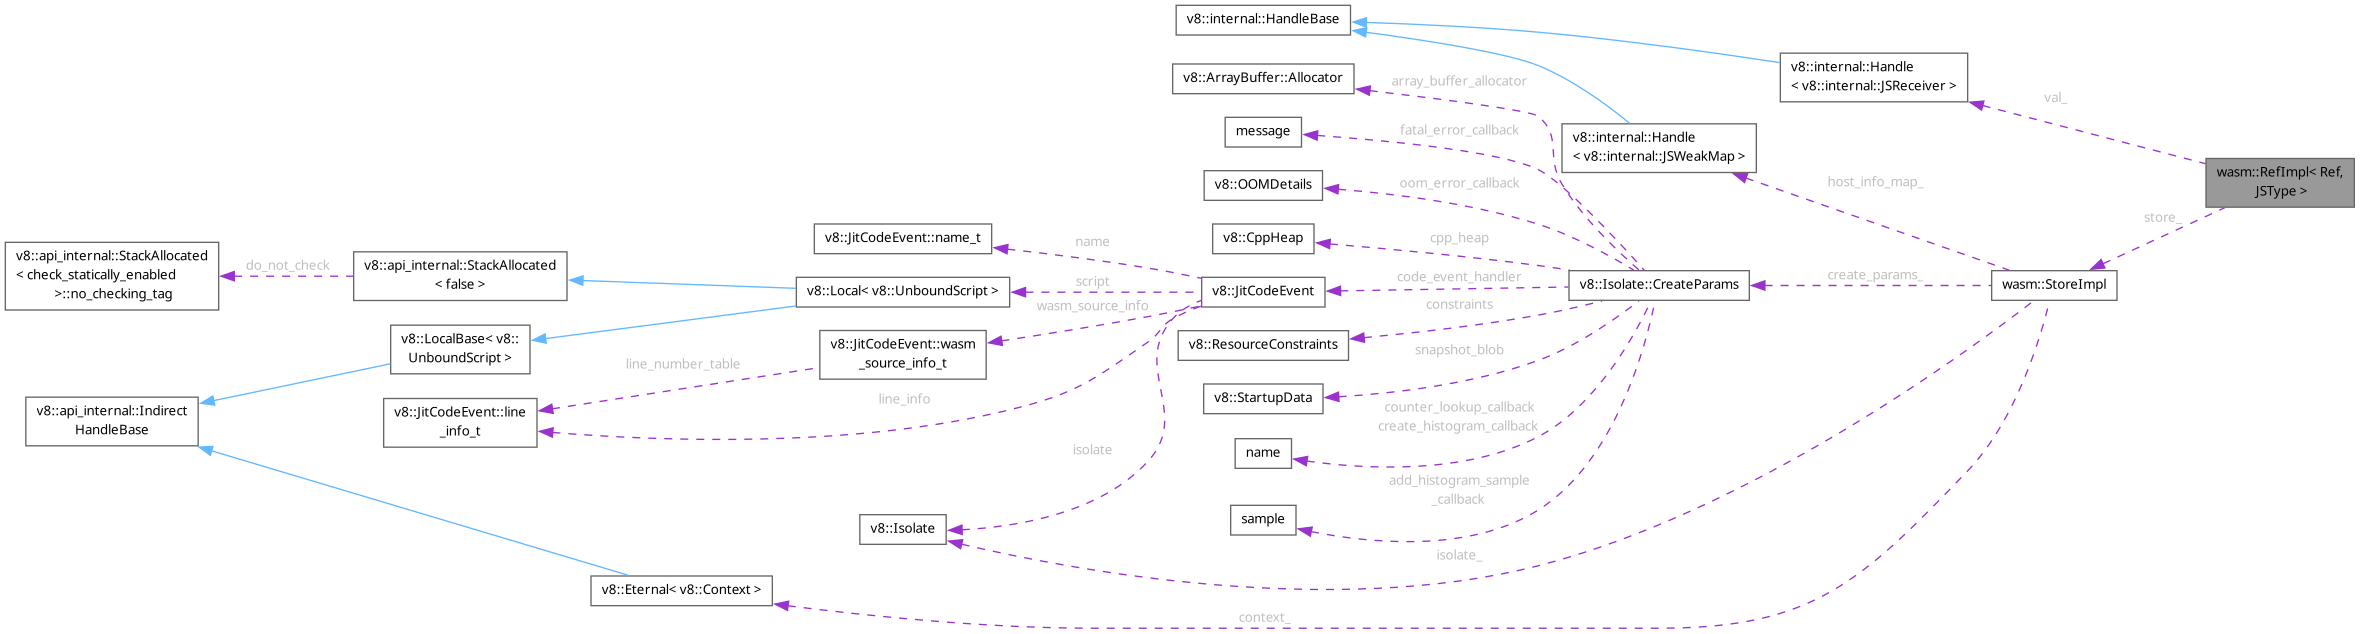 v8::internal::HandleBase
v8::internal::Handle
< v8::internal::JSReceiver >
v8::ArrayBuffer::Allocator
array_buffer_allocator
val_
message
fatal_error_callback
v8::internal::Handle
< v8::internal::JSWeakMap >
wasm::RefImpl< Ref,
JSType >
v8::OOMDetails
oom_error_callback
host_info_map_
store_
v8::JitCodeEvent::name_t
name
v8::CppHeap
cpp_heap
v8::api_internal::StackAllocated
< check_statically_enabled
>::no_checking_tag
do_not_check
v8::api_internal::StackAllocated
< false >
v8::Local< v8::UnboundScript >
script
v8::JitCodeEvent
code_event_handler
v8::Isolate::CreateParams
create_params_
wasm::StoreImpl
wasm_source_info
constraints
v8::LocalBase< v8::
UnboundScript >
v8::JitCodeEvent::wasm
_source_info_t
v8::ResourceConstraints
line_number_table
snapshot_blob
v8::api_internal::Indirect
HandleBase
v8::JitCodeEvent::line
_info_t
line_info
v8::StartupData
counter_lookup_callback
create_histogram_callback
isolate
name
add_histogram_sample
_callback
v8::Isolate
sample
isolate_
v8::Eternal< v8::Context >
context_